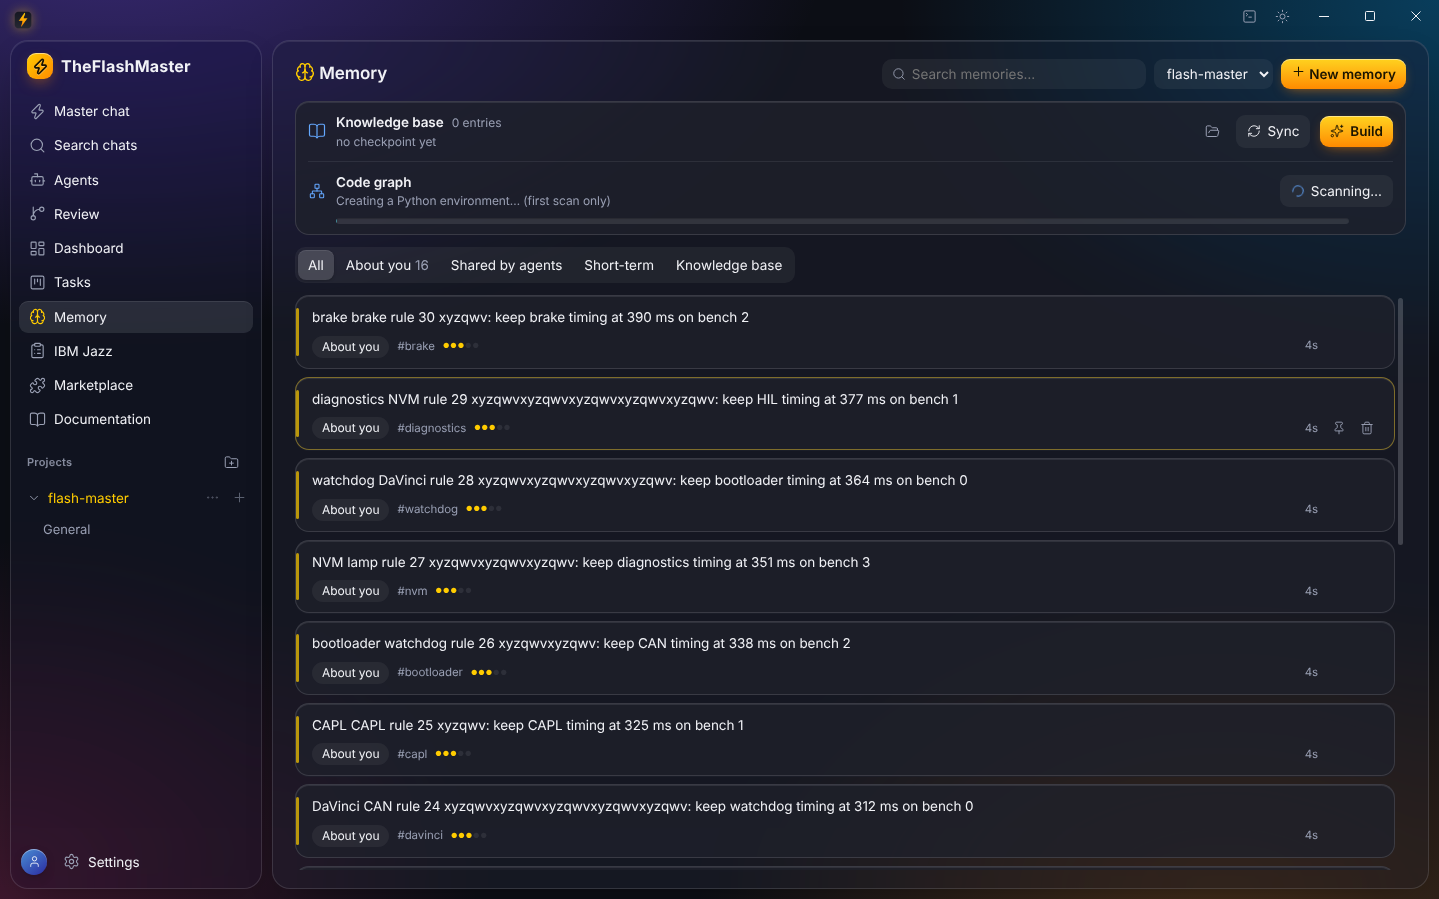 TheFlashMaster
Master chat
Search chats
Agents
Review
Dashboard
Tasks
Memory
IBM Jazz
Marketplace
Documentation
Projects
flash-master
General
Settings
Memory
Search memories...
flash-master
New memory
Knowledge base 0 entries
no checkpoint yet
Sync
Build
Code graph
Creating a Python environment... (first scan only)
Scanning...
All
About you 16
Shared by agents
Short-term
Knowledge base
brake brake rule 30 xyzqwv: keep brake timing at 390 ms on bench 2
About you #brake 4s
diagnostics NVM rule 29 xyzqwvxyzqwvxyzqwvxyzqwvxyzqwv: keep HIL timing at 377 ms on bench 1
About you #diagnostics 4s
watchdog DaVinci rule 28 xyzqwvxyzqwvxyzqwvxyzqwv: keep bootloader timing at 364 ms on bench 0
About you #watchdog 4s
NVM lamp rule 27 xyzqwvxyzqwvxyzqwv: keep diagnostics timing at 351 ms on bench 3
About you #nvm 4s
bootloader watchdog rule 26 xyzqwvxyzqwv: keep CAN timing at 338 ms on bench 2
About you #bootloader 4s
CAPL CAPL rule 25 xyzqwv: keep CAPL timing at 325 ms on bench 1
About you #capl 4s
DaVinci CAN rule 24 xyzqwvxyzqwvxyzqwvxyzqwvxyzqwv: keep watchdog timing at 312 ms on bench 0
About you #davinci 4s